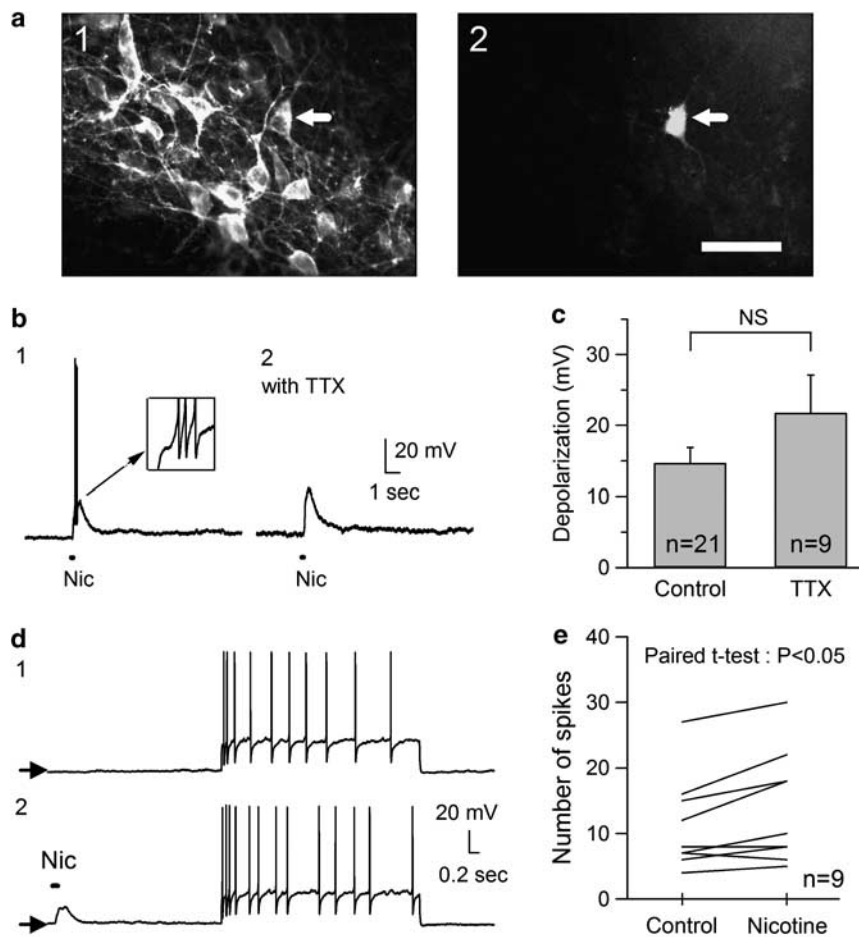 a
1
2
b
1
2
with TTX
20 mV
1 sec
Nic
Nic
c
NS
Depolarization (mV)
30
20
10
0
n=21
n=9
Control
TTX
d
1
2
Nic
20 mV
0.2 sec
e
Paired t-test : P<0.05
Number of spikes
40
30
20
10
0
n=9
Control
Nicotine